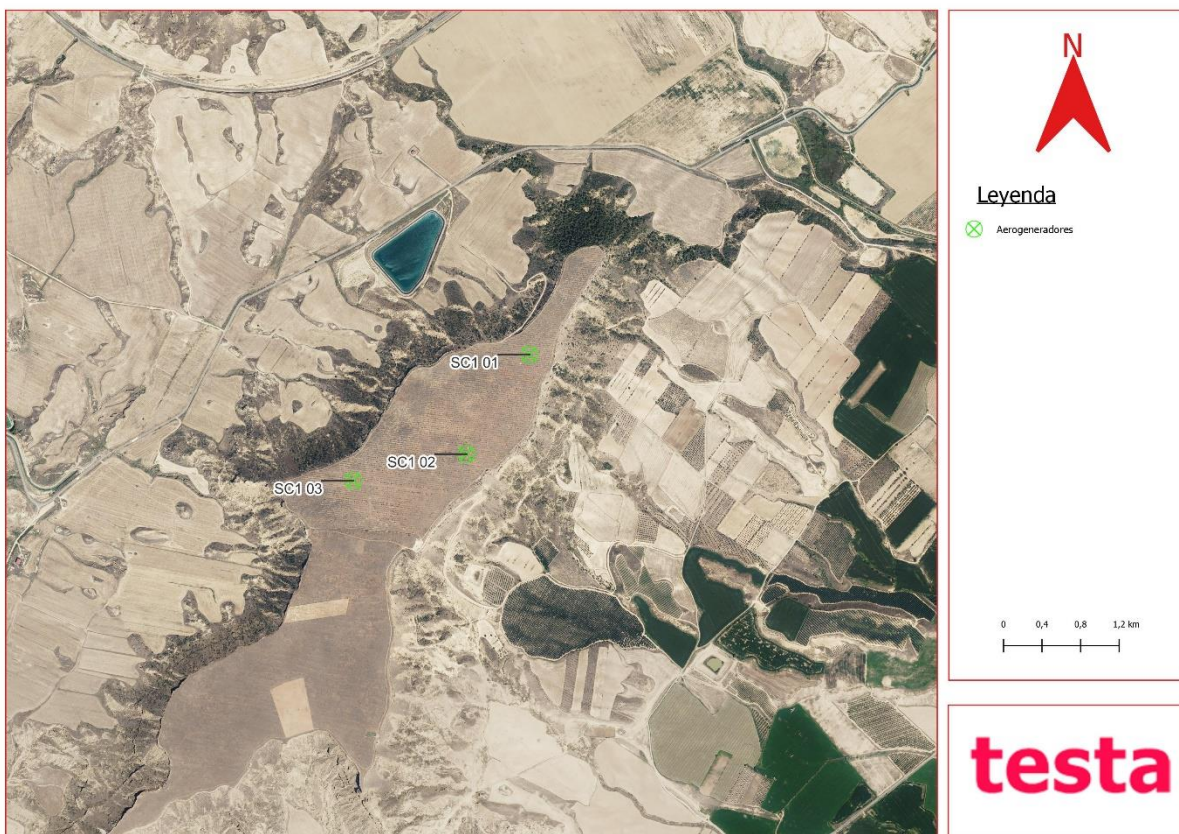 SC1 01
SC1 02
SC1 03
N
Leyenda
Aerogeneradores
0 0,4 0,8 1,2 km
testa